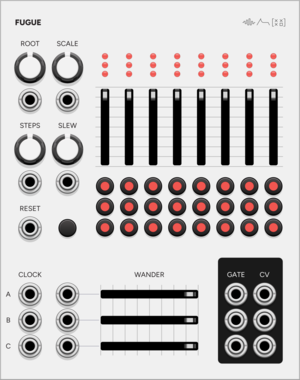 FUGUE
ROOT SCALE
STEPS SLEW
RESET
CLOCK WANDER GATE CV
A
B
C